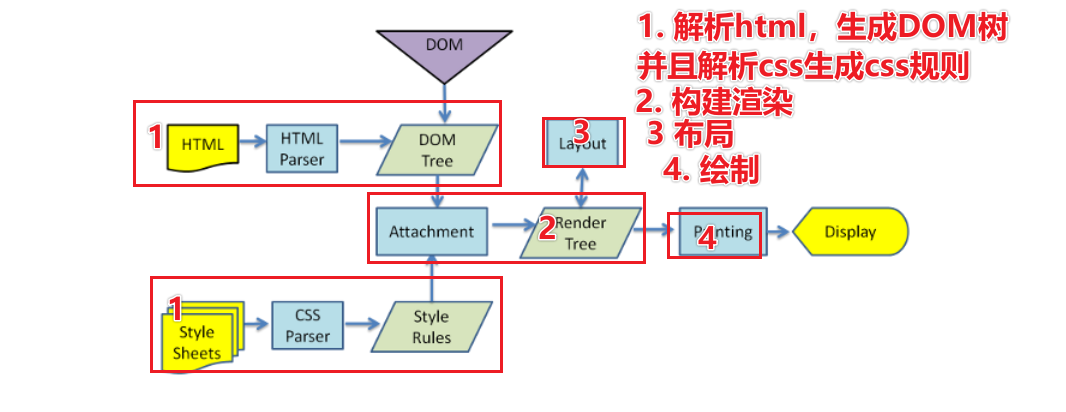 DOM
1. 解析html，生成DOM树
并且解析css生成css规则
2. 构建渲染
3 布局
4. 绘制
1
HTML
HTML
Parser
DOM
Tree
3
Layout
Attachment
2
Render
Tree
4
Painting
Display
1
Style
Sheets
CSS
Parser
Style
Rules